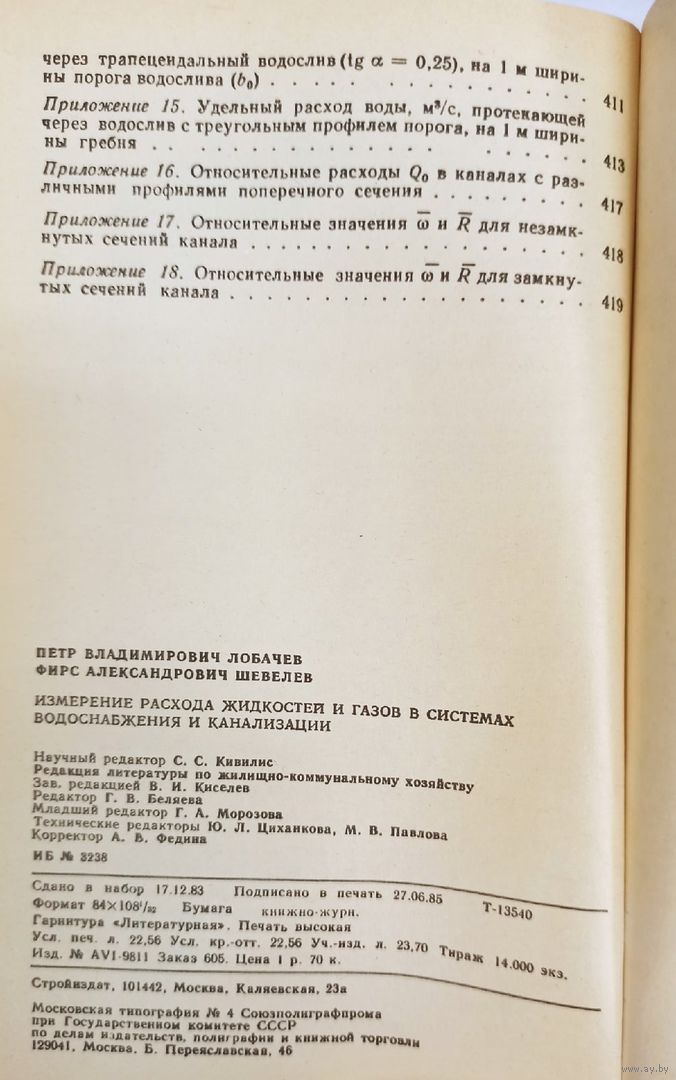 через трапецеидальный водослив (tg α = 0,25), на 1 м шири-
ны порога водослива (b₀) . . . . . . . . . . . . . 411
Приложение 15. Удельный расход воды, м³/с, протекающей
через водослив с треугольным профилем порога, на 1 м шири-
ны гребня . . . . . . . . . . . . . . . . 413
Приложение 16. Относительные расходы Q₀ в каналах с раз-
личными профилями поперечного сечения . . . . . . . . 417
Приложение 17. Относительные значения ω̅ и R̅ для незамк-
нутых сечений канала . . . . . . . . . . . . . . . . . 418
Приложение 18. Относительные значения ω̅ и R̅ для замкну-
тых сечений канала . . . . . . . . . . . . . . . . . . 419
ПЕТР ВЛАДИМИРОВИЧ ЛОБАЧЕВ
ФИРС АЛЕКСАНДРОВИЧ ШЕВЕЛЕВ
ИЗМЕРЕНИЕ РАСХОДА ЖИДКОСТЕЙ И ГАЗОВ В СИСТЕМАХ
ВОДОСНАБЖЕНИЯ И КАНАЛИЗАЦИИ
Научный редактор С. С. Кивилис
Редакция литературы по жилищно-коммунальному хозяйству
Зав. редакцией В. И. Киселев
Редактор Г. В. Беляева
Младший редактор Г. А. Морозова
Технические редакторы Ю. Л. Циханкова, М. В. Павлова
Корректор А. В. Федина
ИБ № 3238
Сдано в набор 17.12.83 Подписано в печать 27.06.85 Т-13540
Формат 84×108¹/₃₂ Бумага книжно-журн.
Гарнитура «Литературная». Печать высокая
Усл. печ. л. 22,56 Усл. кр.-отт. 22,56 Уч.-изд. л. 23,70 Тираж 14.000 экз.
Изд. № AVI-9811 Заказ 605. Цена 1 р. 70 к.
Стройиздат, 101442, Москва, Каляевская, 23а
Московская типография № 4 Союзполиграфпрома
при Государственном комитете СССР
по делам издательств, полиграфии и книжной торговли
129041, Москва, Б. Переяславская, 46
www.ay.by